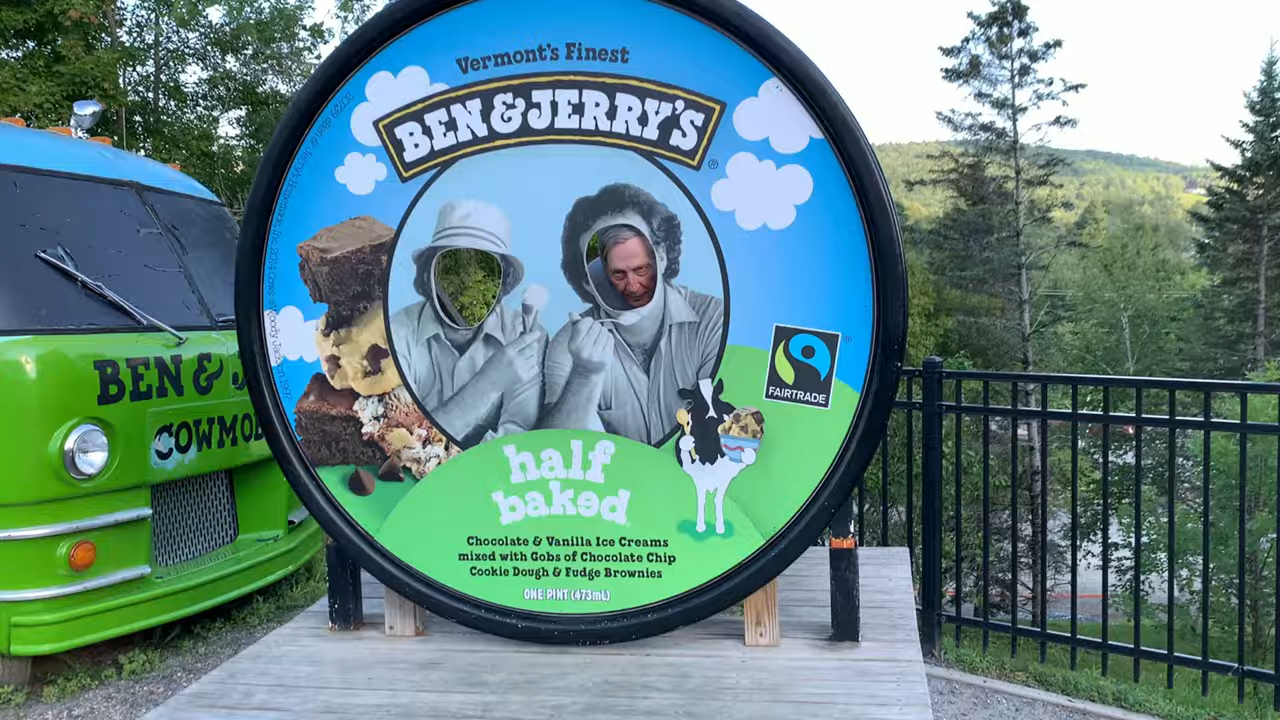 Vermont's Finest
BEN & JERRY'S
®
FAIRTRADE
®
half
baked
Chocolate & Vanilla Ice Creams
mixed with Gobs of Chocolate Chip
Cookie Dough & Fudge Brownies
ONE PINT (473mL)
BEN & J
COWMOB